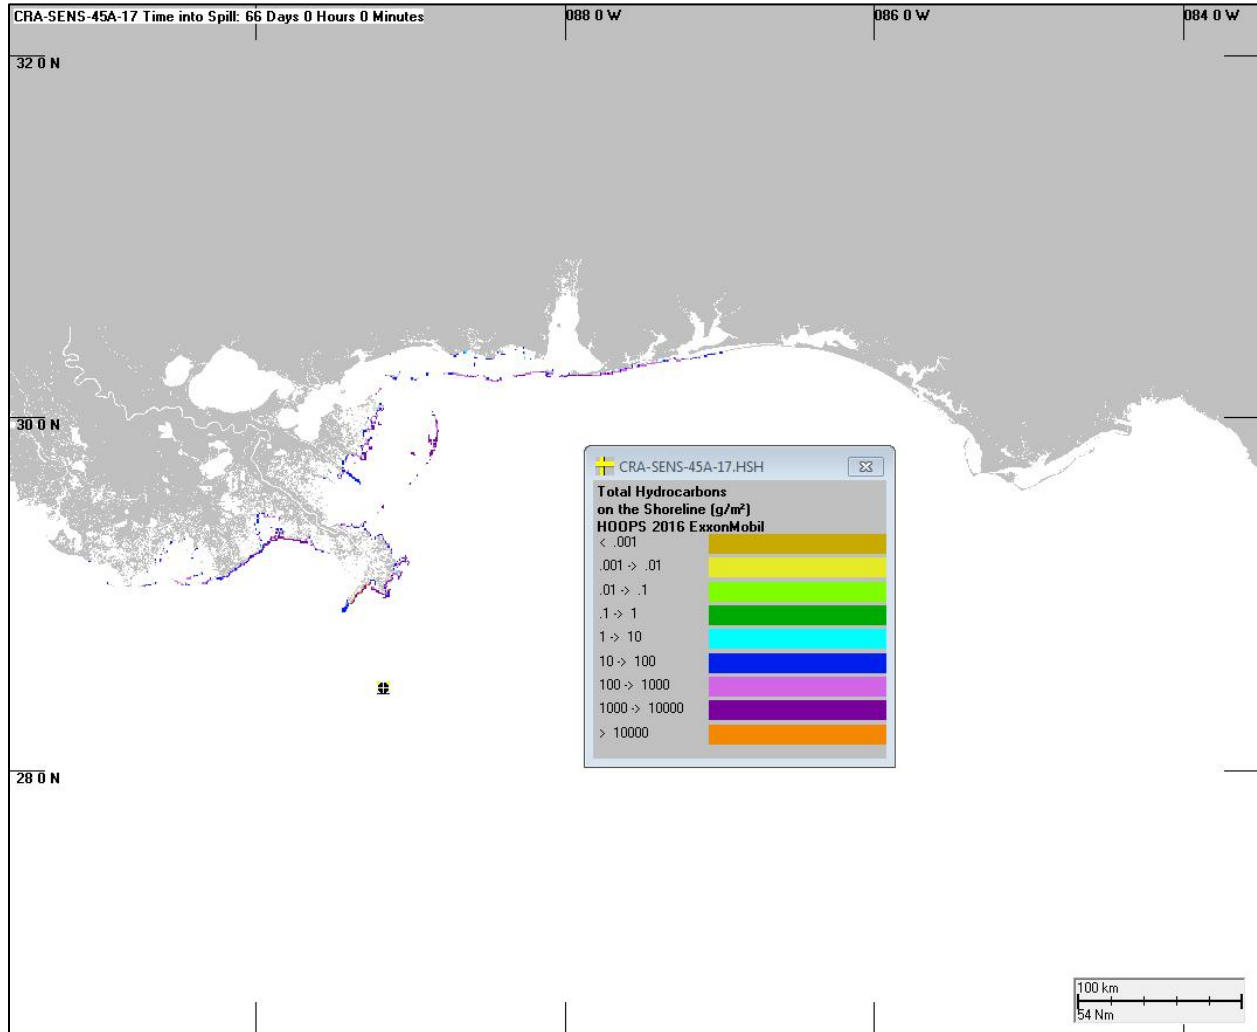 CRA-SENS-45A-17 Time into Spill: 66 Days 0 Hours 0 Minutes
088 0 W
086 0 W
084 0 W
32 0 N
30 0 N
CRA-SENS-45A-17.HSH
Total Hydrocarbons
on the Shoreline (g/m²)
HOOPS 2016 ExxonMobil
< .001
.001 -> .01
.01 -> .1
.1 -> 1
1 -> 10
10 -> 100
100 -> 1000
1000 -> 10000
> 10000
28 0 N
100 km
54 Nm